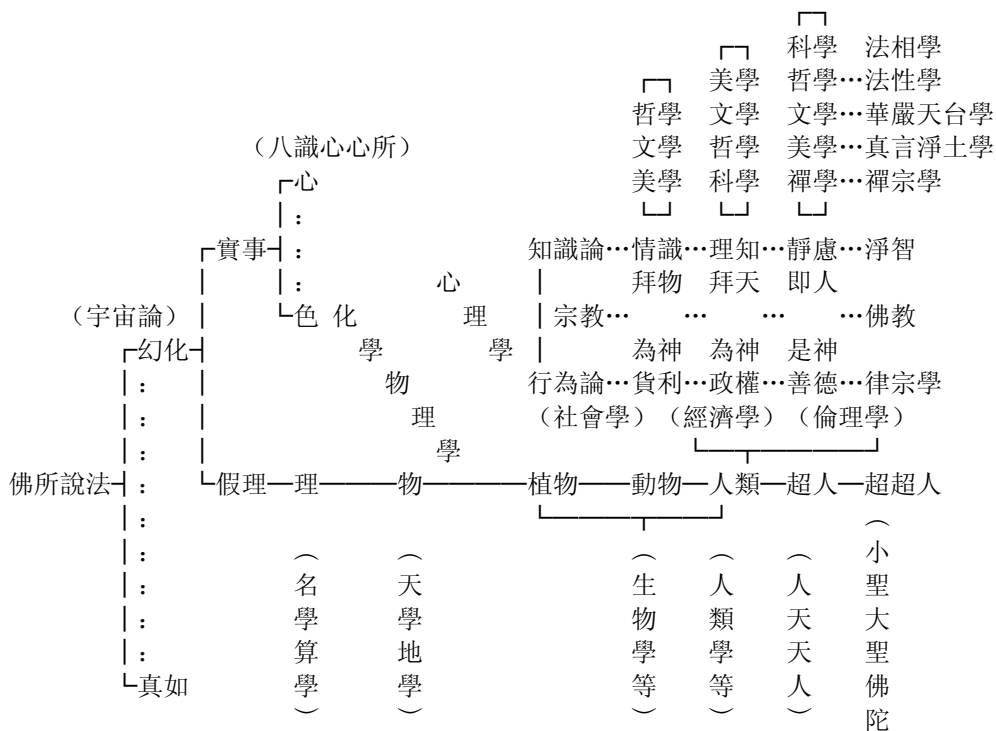 科學 法相學
美學 哲學…法性學
哲學 文學 文學…華嚴天台學
（八識心心所） 文學 哲學 美學…真言淨土學
心 美學 科學 禪學…禪宗學
實事 知識論…情識…理知…靜慮…淨智
心 拜物 拜天 即人
（宇宙論） 色 化 理 宗教… … … …佛教
幻化 學 學 為神 為神 是神
物 行為論…貨利…政權…善德…律宗學
理 （社會學）（經濟學）（倫理學）
學
佛所說法 假理─理────物─────植物──動物─人類─超人─超超人
（名學算學）
（天學地學）
（生物學等）
（人類學等）
（人天天人）
（小聖大聖佛陀
真如